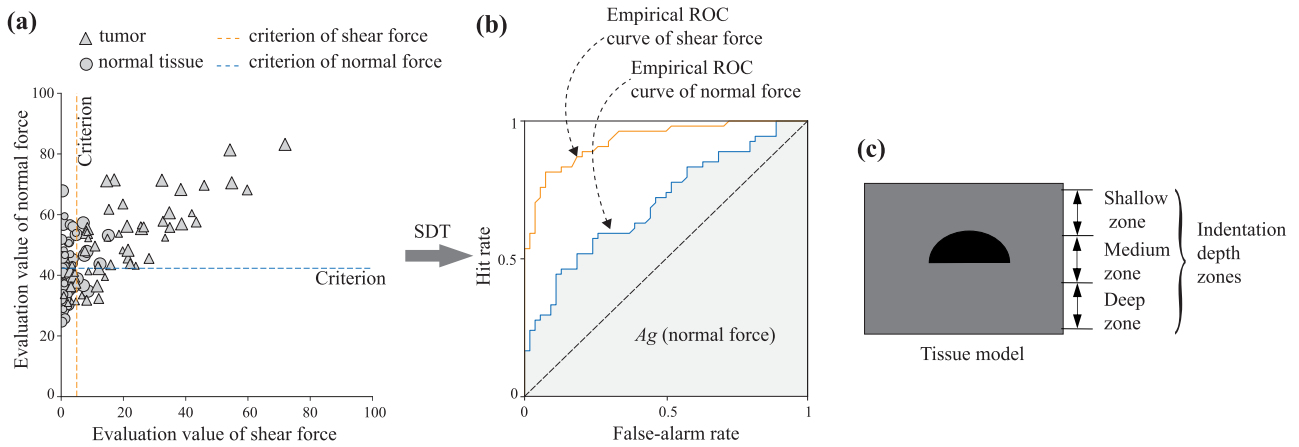 (a)
tumor
normal tissue
criterion of shear force
criterion of normal force
Evaluation value of normal force
100
80
60
40
20
0
Criterion
Criterion
0
20
40
60
80
100
Evaluation value of shear force
SDT
(b)
Empirical ROC
curve of shear force
Empirical ROC
curve of normal force
Hit rate
1
0.5
0
Ag (normal force)
0
0.5
1
False-alarm rate
(c)
Shallow
zone
Medium
zone
Deep
zone
Indentation
depth
zones
Tissue model